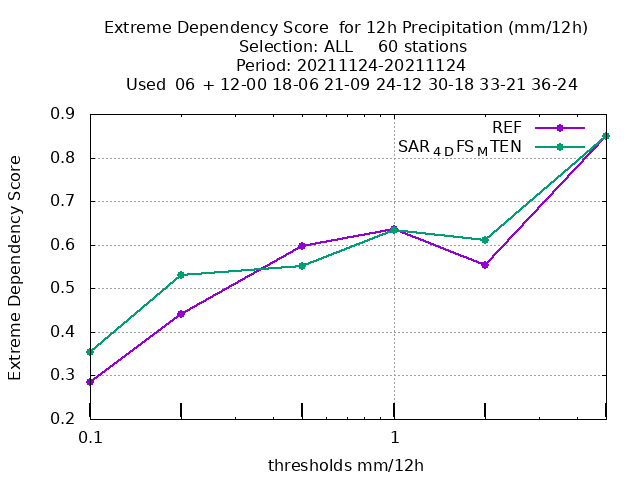 Extreme Dependency Score  for 12h Precipitation (mm/12h)
Selection: ALL     60 stations
Period: 20211124-20211124
Used  06 + 12-00 18-06 21-09 24-12 30-18 33-21 36-24
REF
SAR4DFSMTEN
0.9
0.8
0.7
0.6
0.5
0.4
0.3
0.2
Extreme Dependency Score
0.1 1
thresholds mm/12h